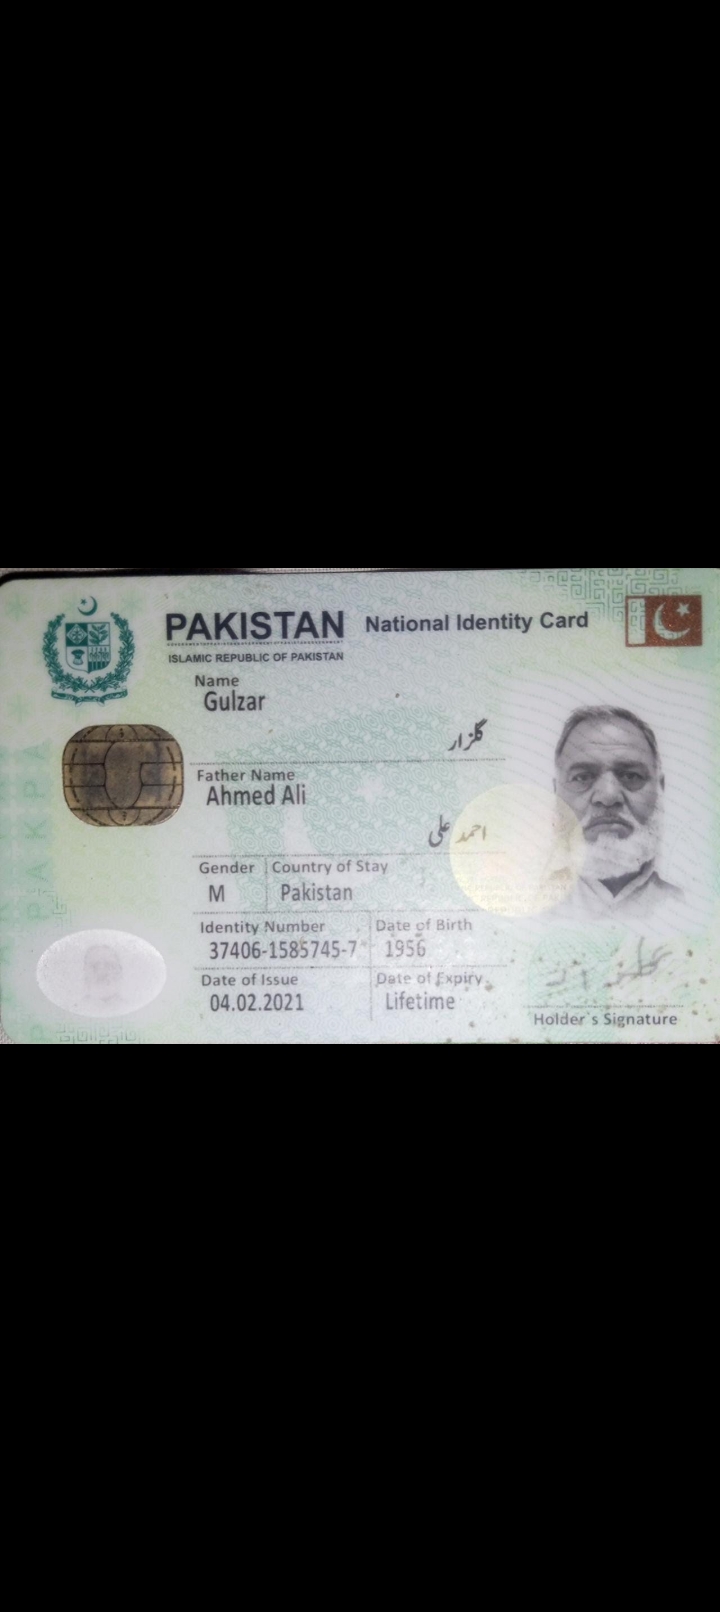 PAKISTAN National Identity Card
ISLAMIC REPUBLIC OF PAKISTAN
Name
Gulzar
گلزار
Father Name
Ahmed Ali
احمد علی
Gender Country of Stay
M Pakistan
Identity Number Date of Birth
37406-1585745-7 1956
Date of Issue Date of Expiry
04.02.2021 Lifetime
Holder`s Signature